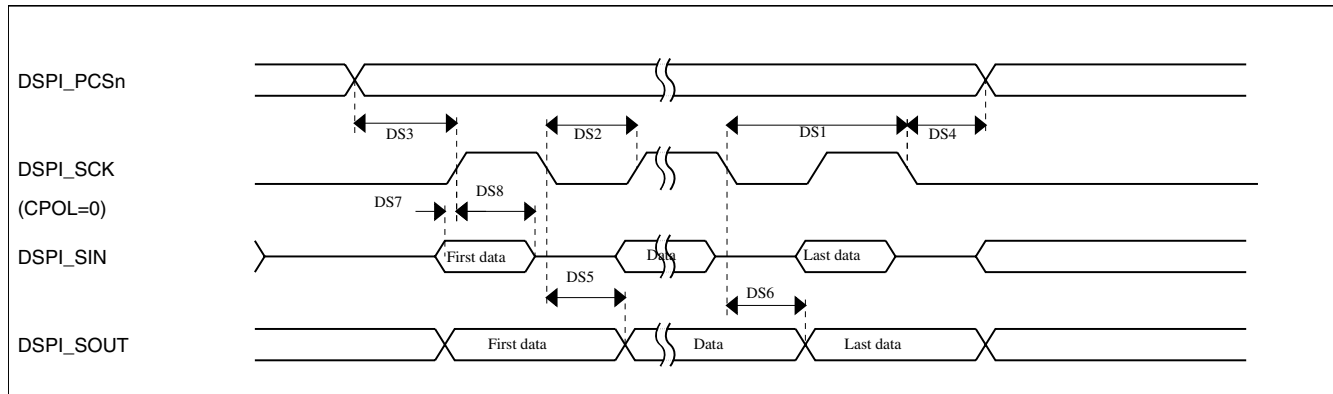 DSPI_PCSn
DS3
DS2
DS1
DS4
DSPI_SCK
(CPOL=0)
DS7
DS8
DSPI_SIN
First data
Data
Last data
DS5
DS6
DSPI_SOUT
First data
Data
Last data